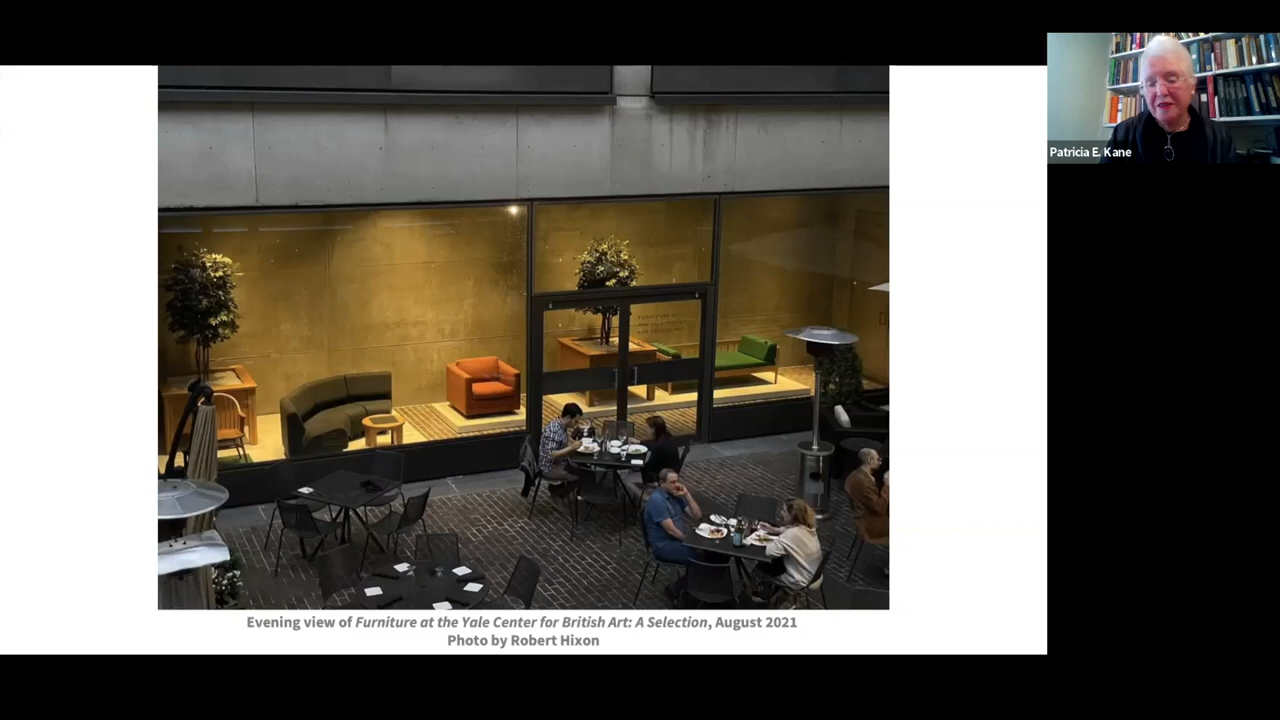 Patricia E. Kane
Evening view of Furniture at the Yale Center for British Art: A Selection, August 2021
Photo by Robert Hixon